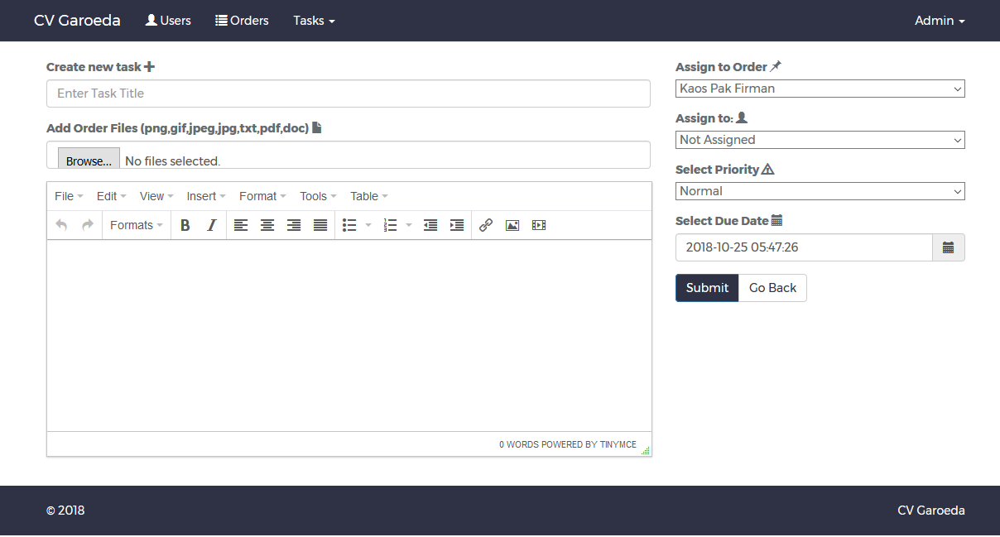 CV Garoeda Users Orders Tasks Admin
Create new task
Enter Task Title
Add Order Files (png,gif,jpeg,jpg,txt,pdf,doc)
Browse... No files selected.
File Edit View Insert Format Tools Table
Formats B I
0 WORDS POWERED BY TINYMCE
Assign to Order
Kaos Pak Firman
Assign to:
Not Assigned
Select Priority
Normal
Select Due Date
2018-10-25 05:47:26
Submit Go Back
© 2018 CV Garoeda